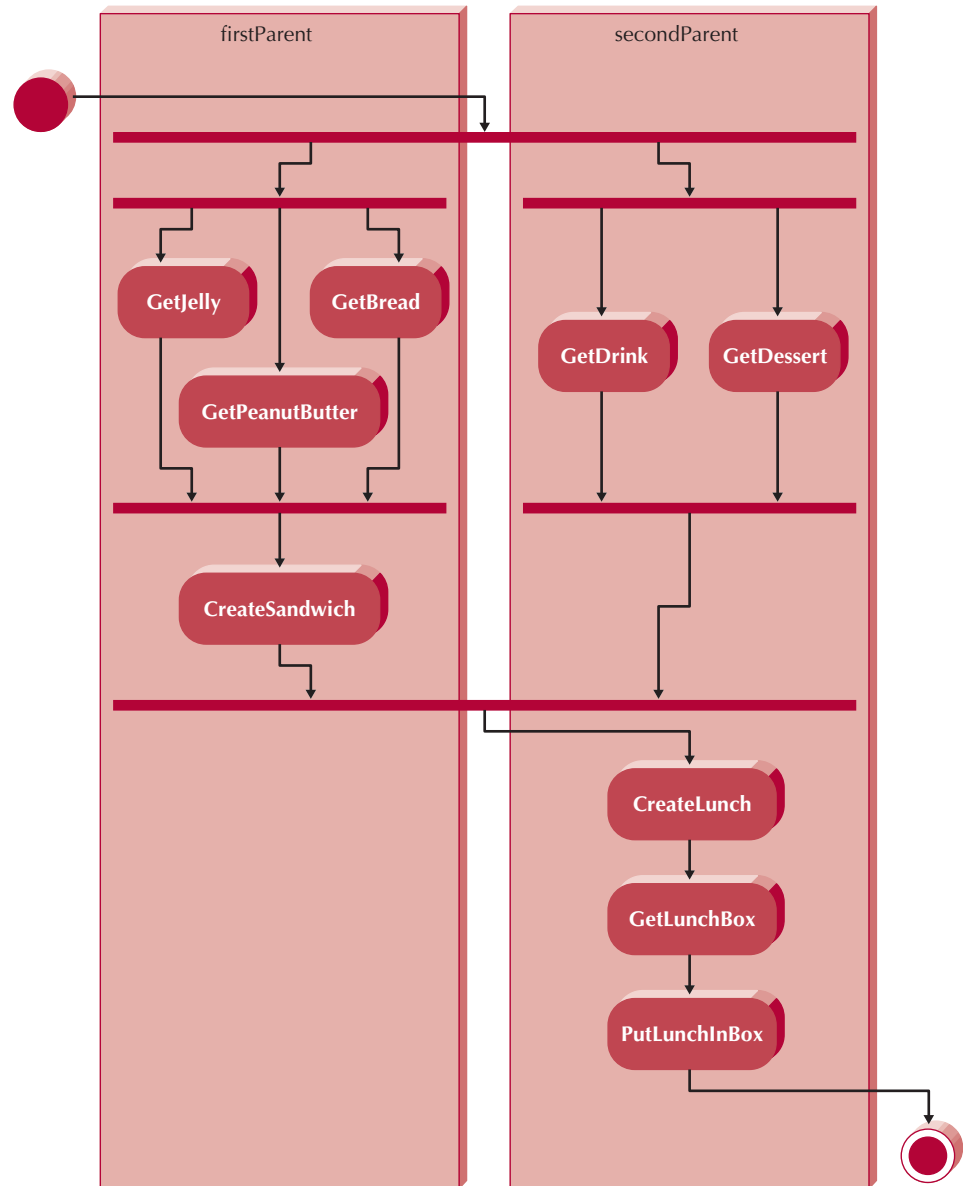 firstParent
secondParent
GetJelly
GetBread
GetDrink
GetDessert
GetPeanutButter
CreateSandwich
CreateLunch
GetLunchBox
PutLunchInBox